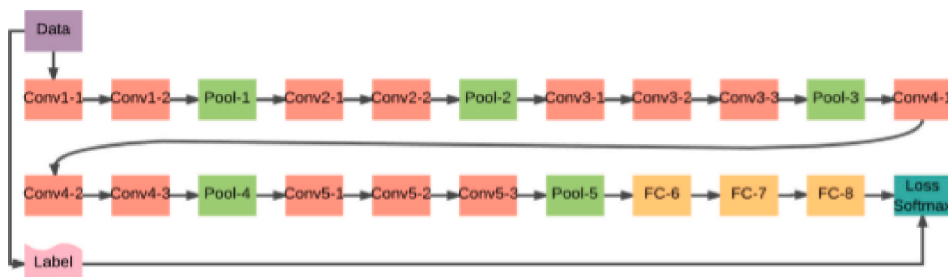 Data
Conv1-1 Conv1-2 Pool-1 Conv2-1 Conv2-2 Pool-2 Conv3-1 Conv3-2 Conv3-3 Pool-3 Conv4-1
Conv4-2 Conv4-3 Pool-4 Conv5-1 Conv5-2 Conv5-3 Pool-5 FC-6 FC-7 FC-8 Loss
Softmax
Label